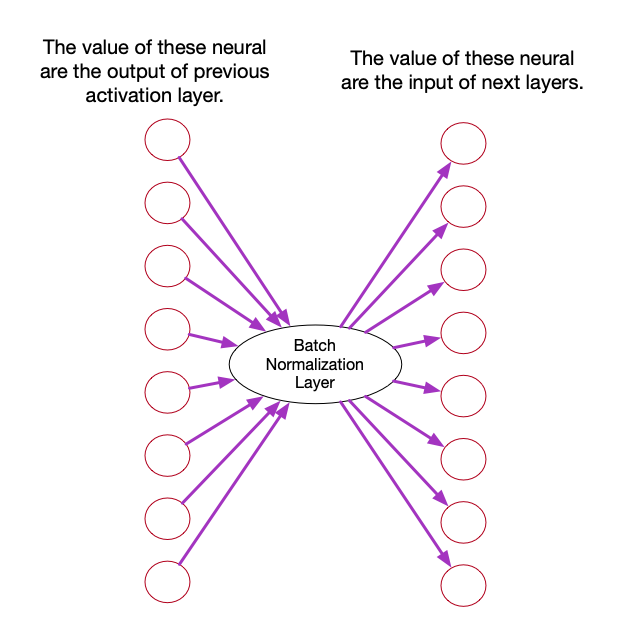 The value of these neural
are the output of previous
activation layer.
The value of these neural
are the input of next layers.
Batch
Normalization
Layer